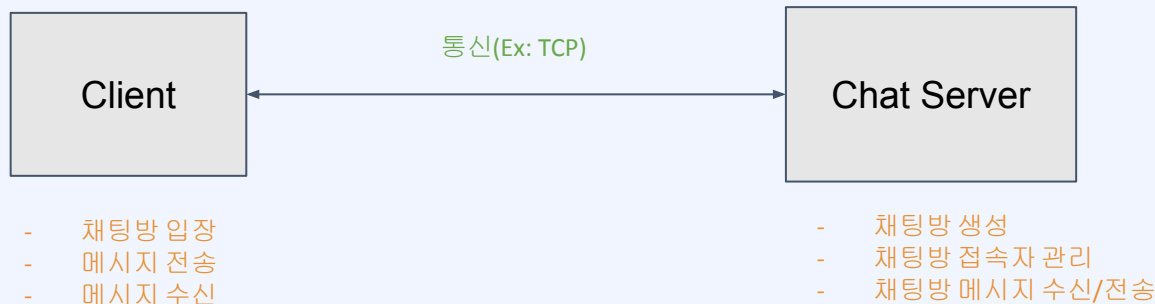 통신(Ex: TCP)
Client
Chat Server
- 채팅방 입장
- 메시지 전송
- 메시지 수신
- 채팅방 생성
- 채팅방 접속자 관리
- 채팅방 메시지 수신/전송